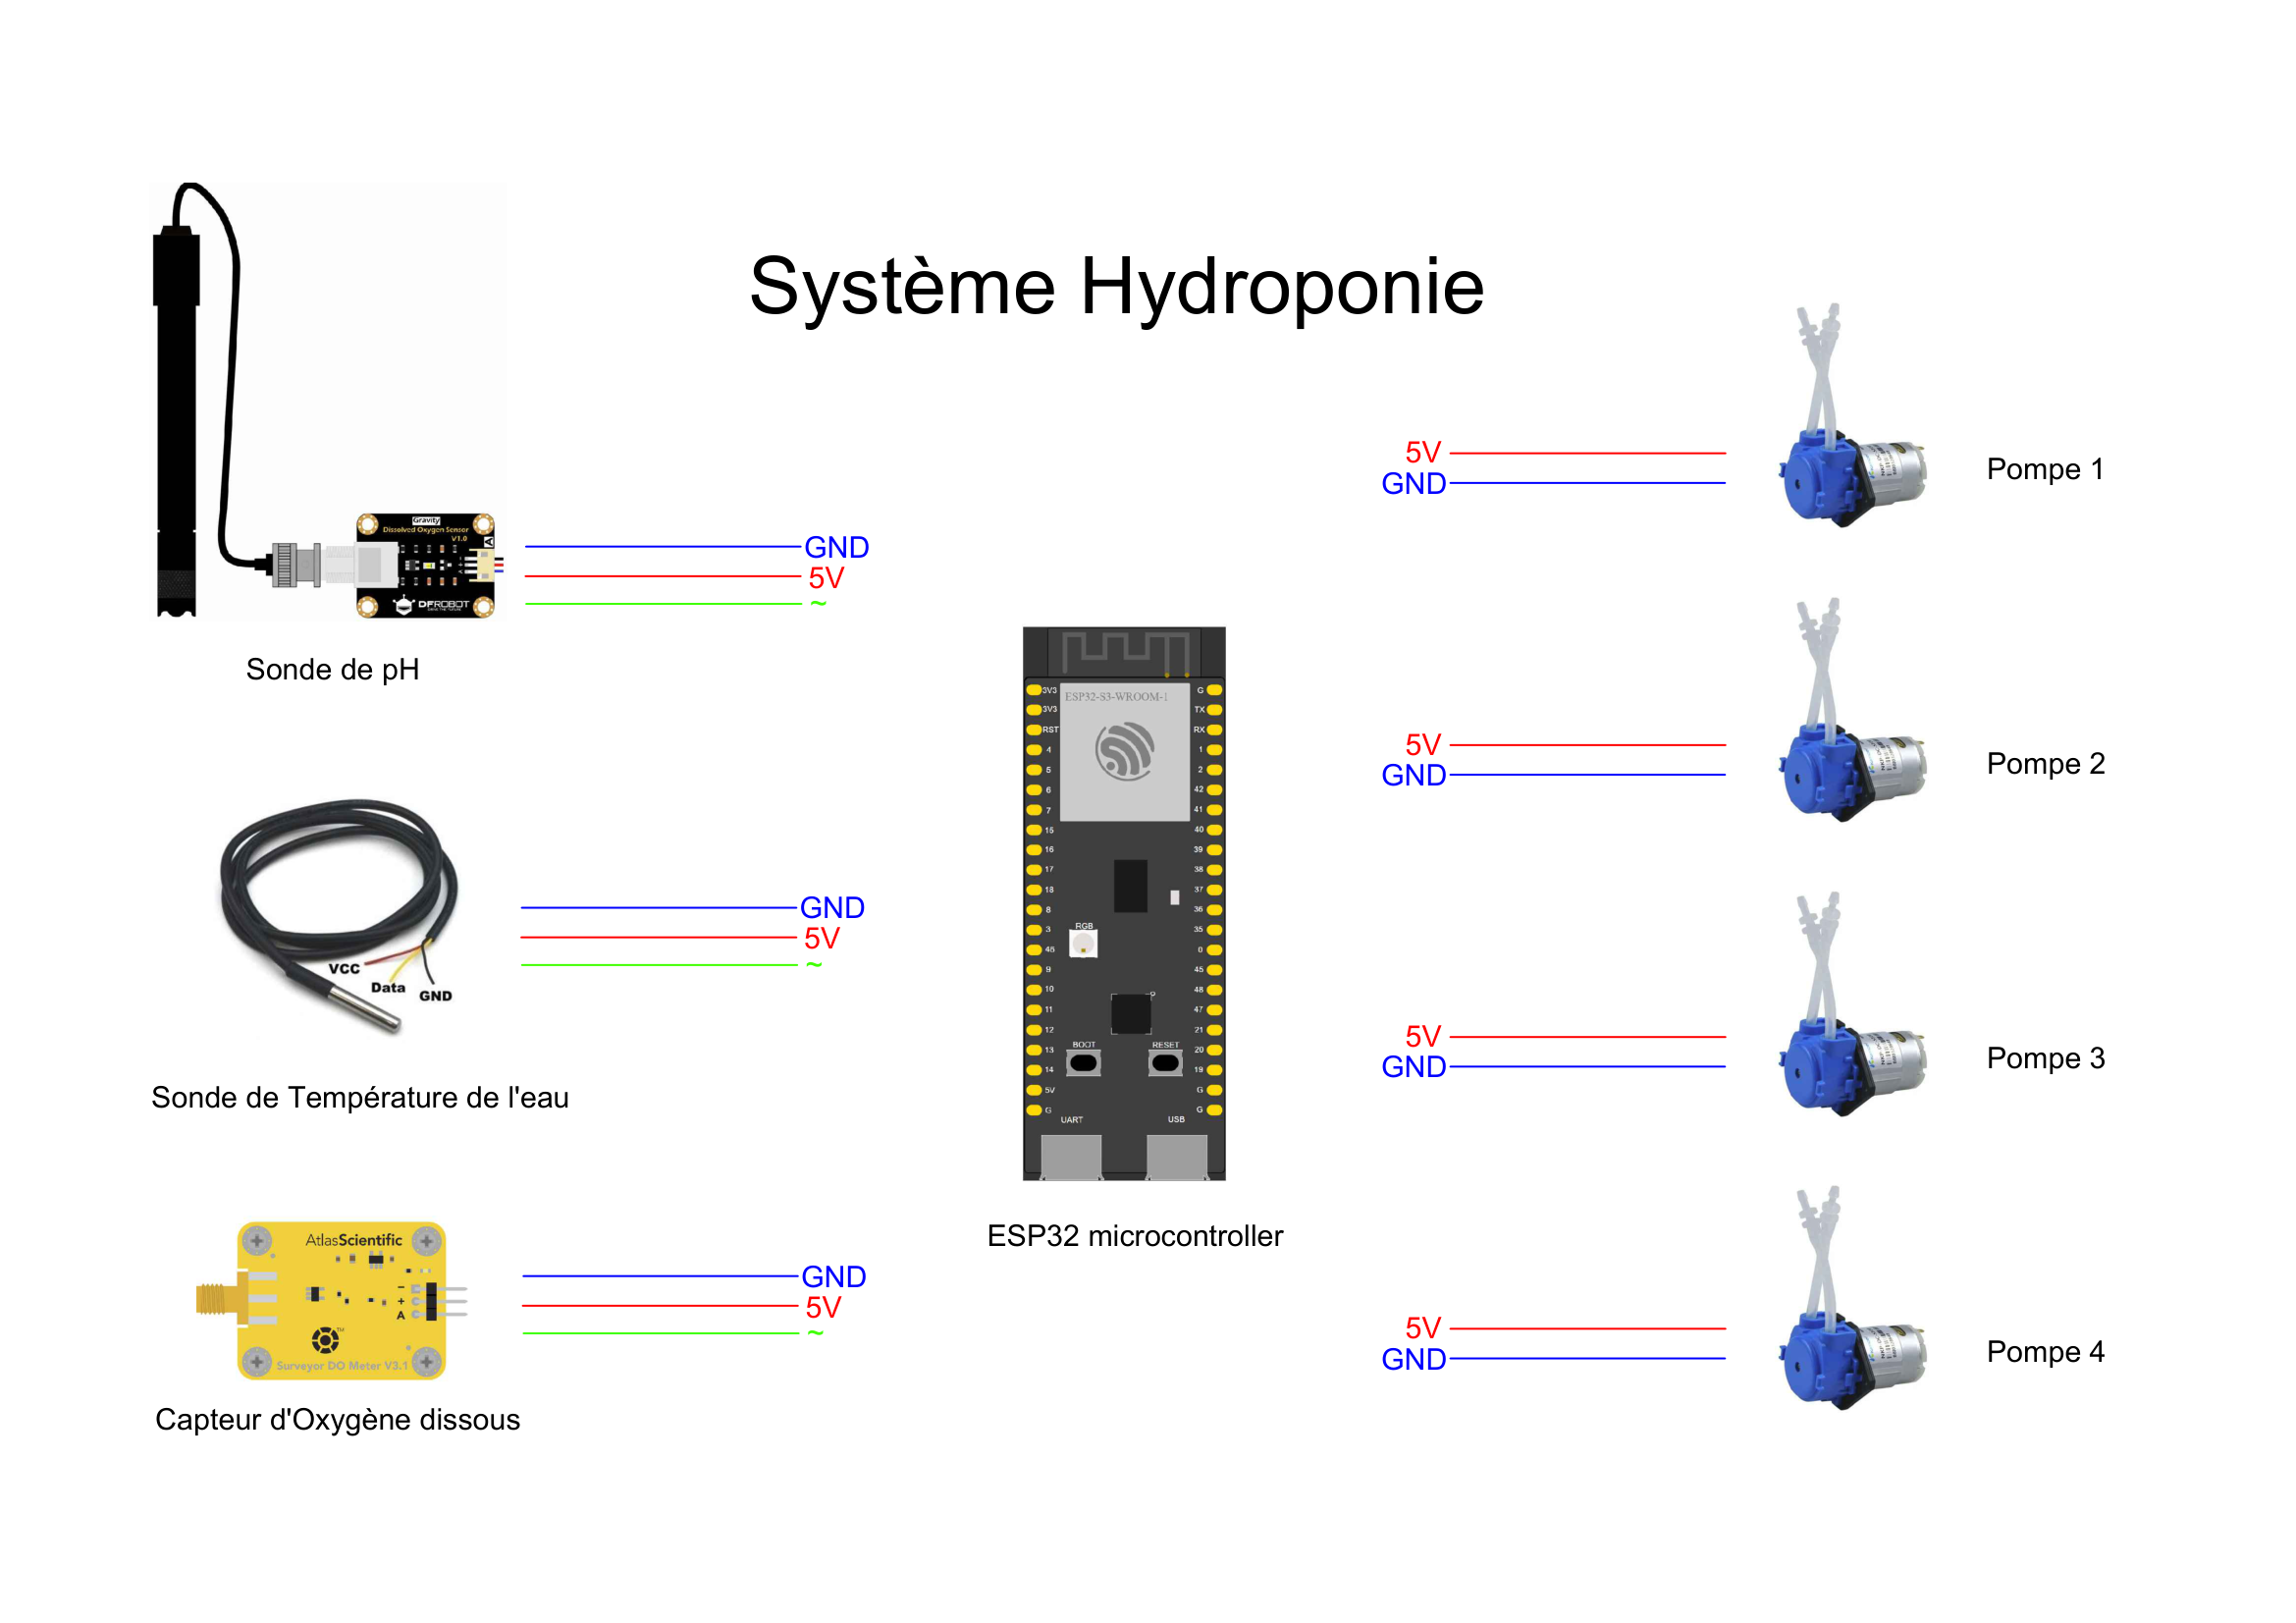 Système Hydroponie
Gravity
Dissolved Oxygen Sensor
V1.0
A
DFROBOT
GND
5V
~
Sonde de pH
VCC
Data
GND
GND
5V
~
Sonde de Température de l'eau
AtlasScientific
-
+
A
TM
Surveyor DO Meter V3.1
GND
5V
~
Capteur d'Oxygène dissous
ESP32-S3-WROOM-1
3V3
3V3
RST
4
5
6
7
15
16
17
18
8
3
46
9
10
11
12
13
14
5V
G
G
TX
RX
1
2
42
41
40
39
38
37
36
35
0
45
48
47
21
20
19
G
G
RGB
BOOT
RESET
UART
USB
ESP32 microcontroller
5V
GND
Pompe 1
5V
GND
Pompe 2
5V
GND
Pompe 3
5V
GND
Pompe 4